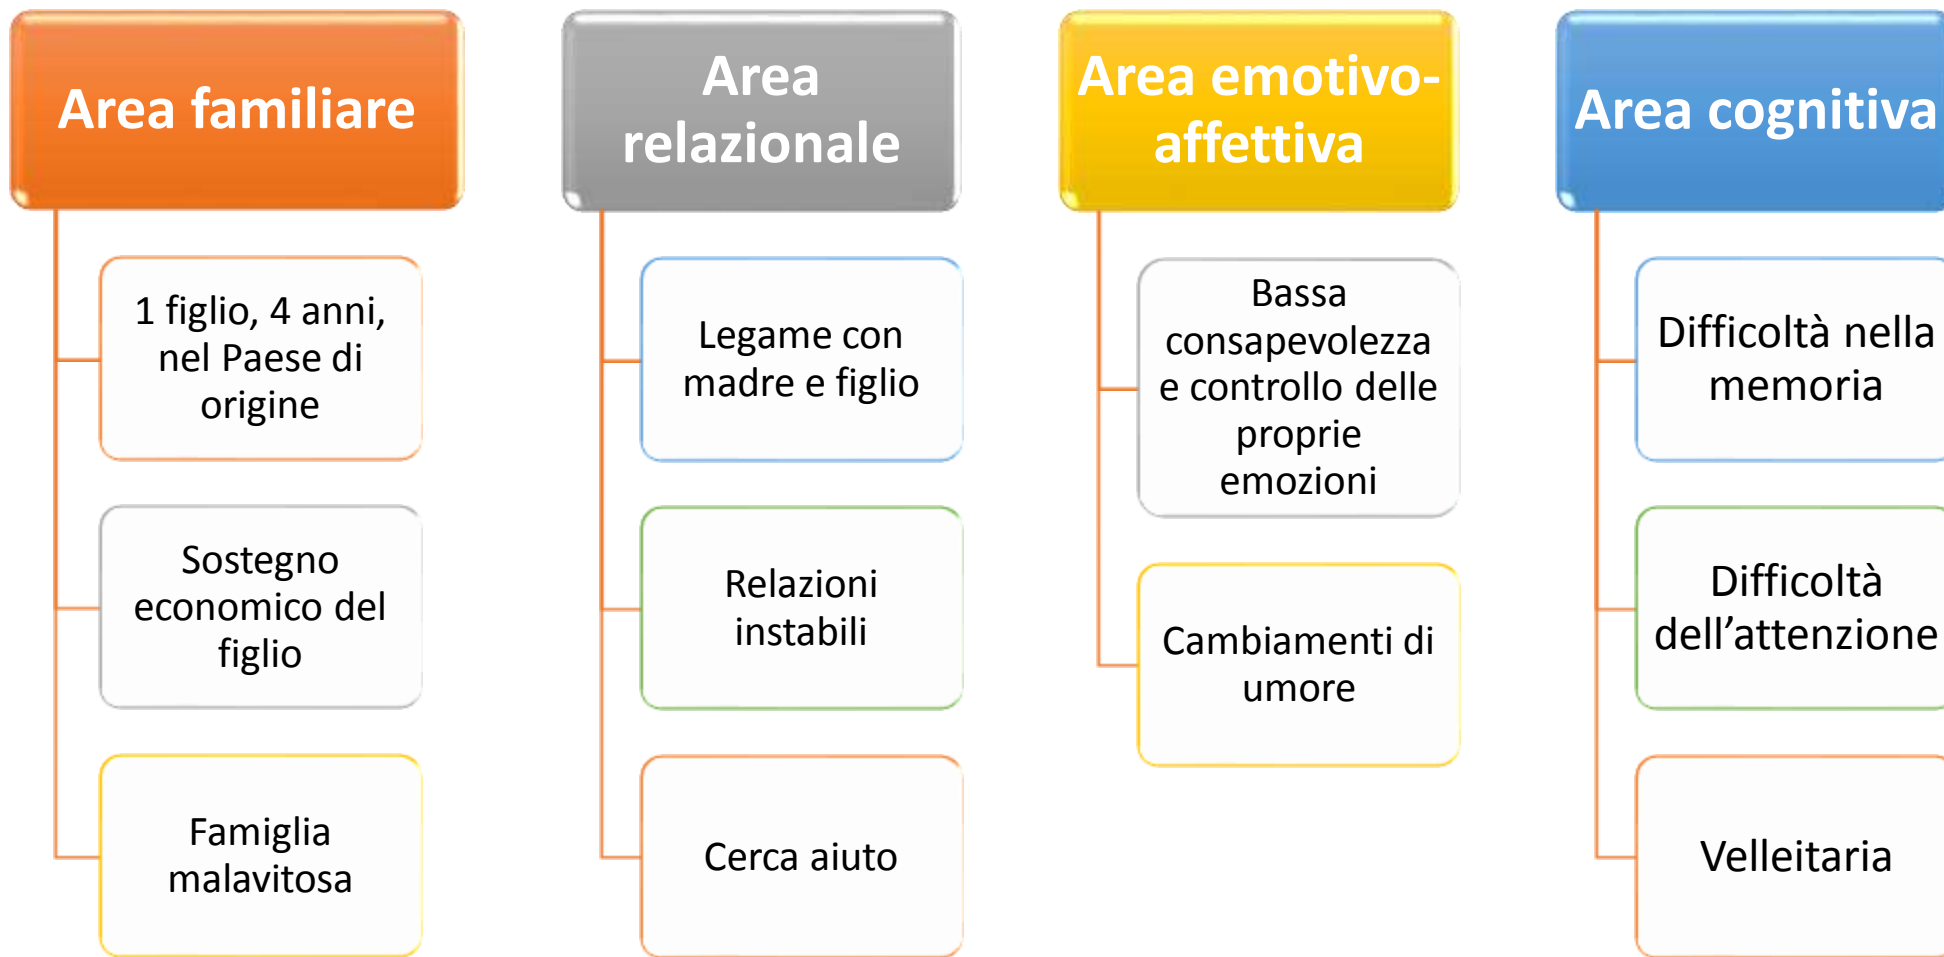 Area familiare
1 figlio, 4 anni,
nel Paese di
origine
Sostegno
economico del
figlio
Famiglia
malavitosa
Area
relazionale
Legame con
madre e figlio
Relazioni
instabili
Cerca aiuto
Area emotivo-
affettiva
Bassa
consapevolezza
e controllo delle
proprie
emozioni
Cambiamenti di
umore
Area cognitiva
Difficoltà nella
memoria
Difficoltà
dell’attenzione
Velleitaria